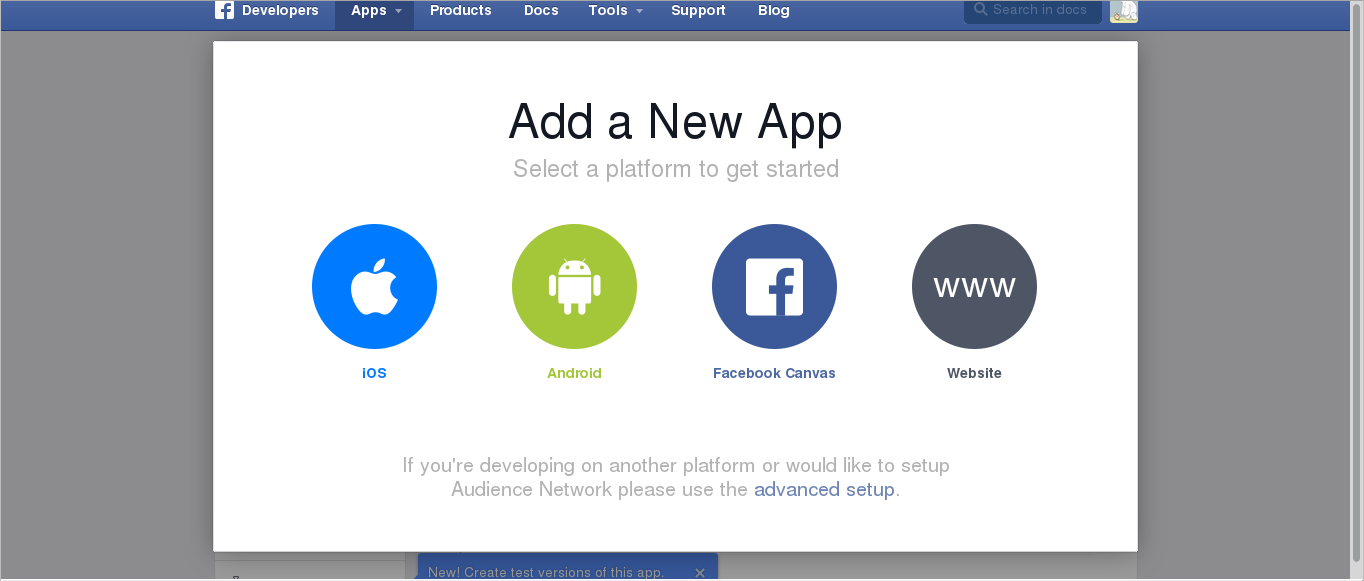 Developers Apps Products Docs Tools Support Blog Search in docs
Add a New App
Select a platform to get started
www
iOS Android Facebook Canvas Website
If you're developing on another platform or would like to setup
Audience Network please use the advanced setup.
New! Create test versions of this app.